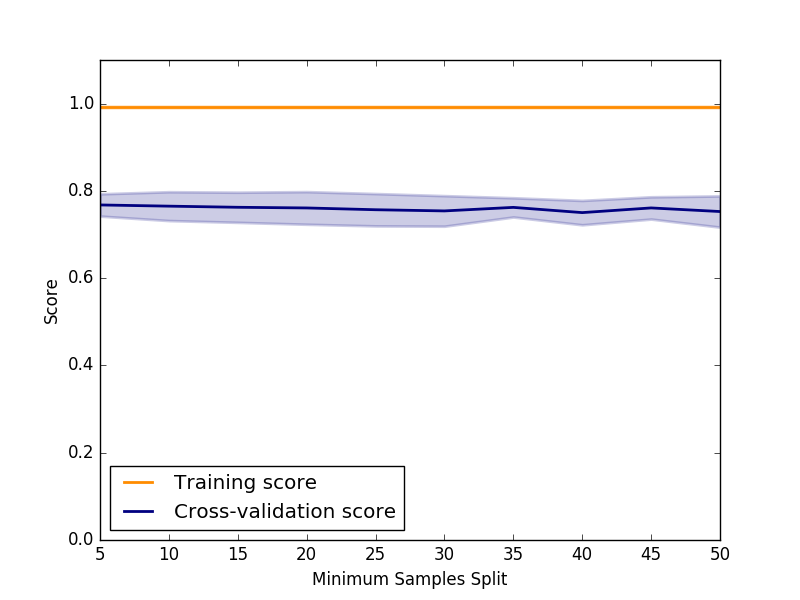 1.0
0.8
0.6
0.4
0.2
0.0
Score
Training score
Cross-validation score
5 10 15 20 25 30 35 40 45 50
Minimum Samples Split